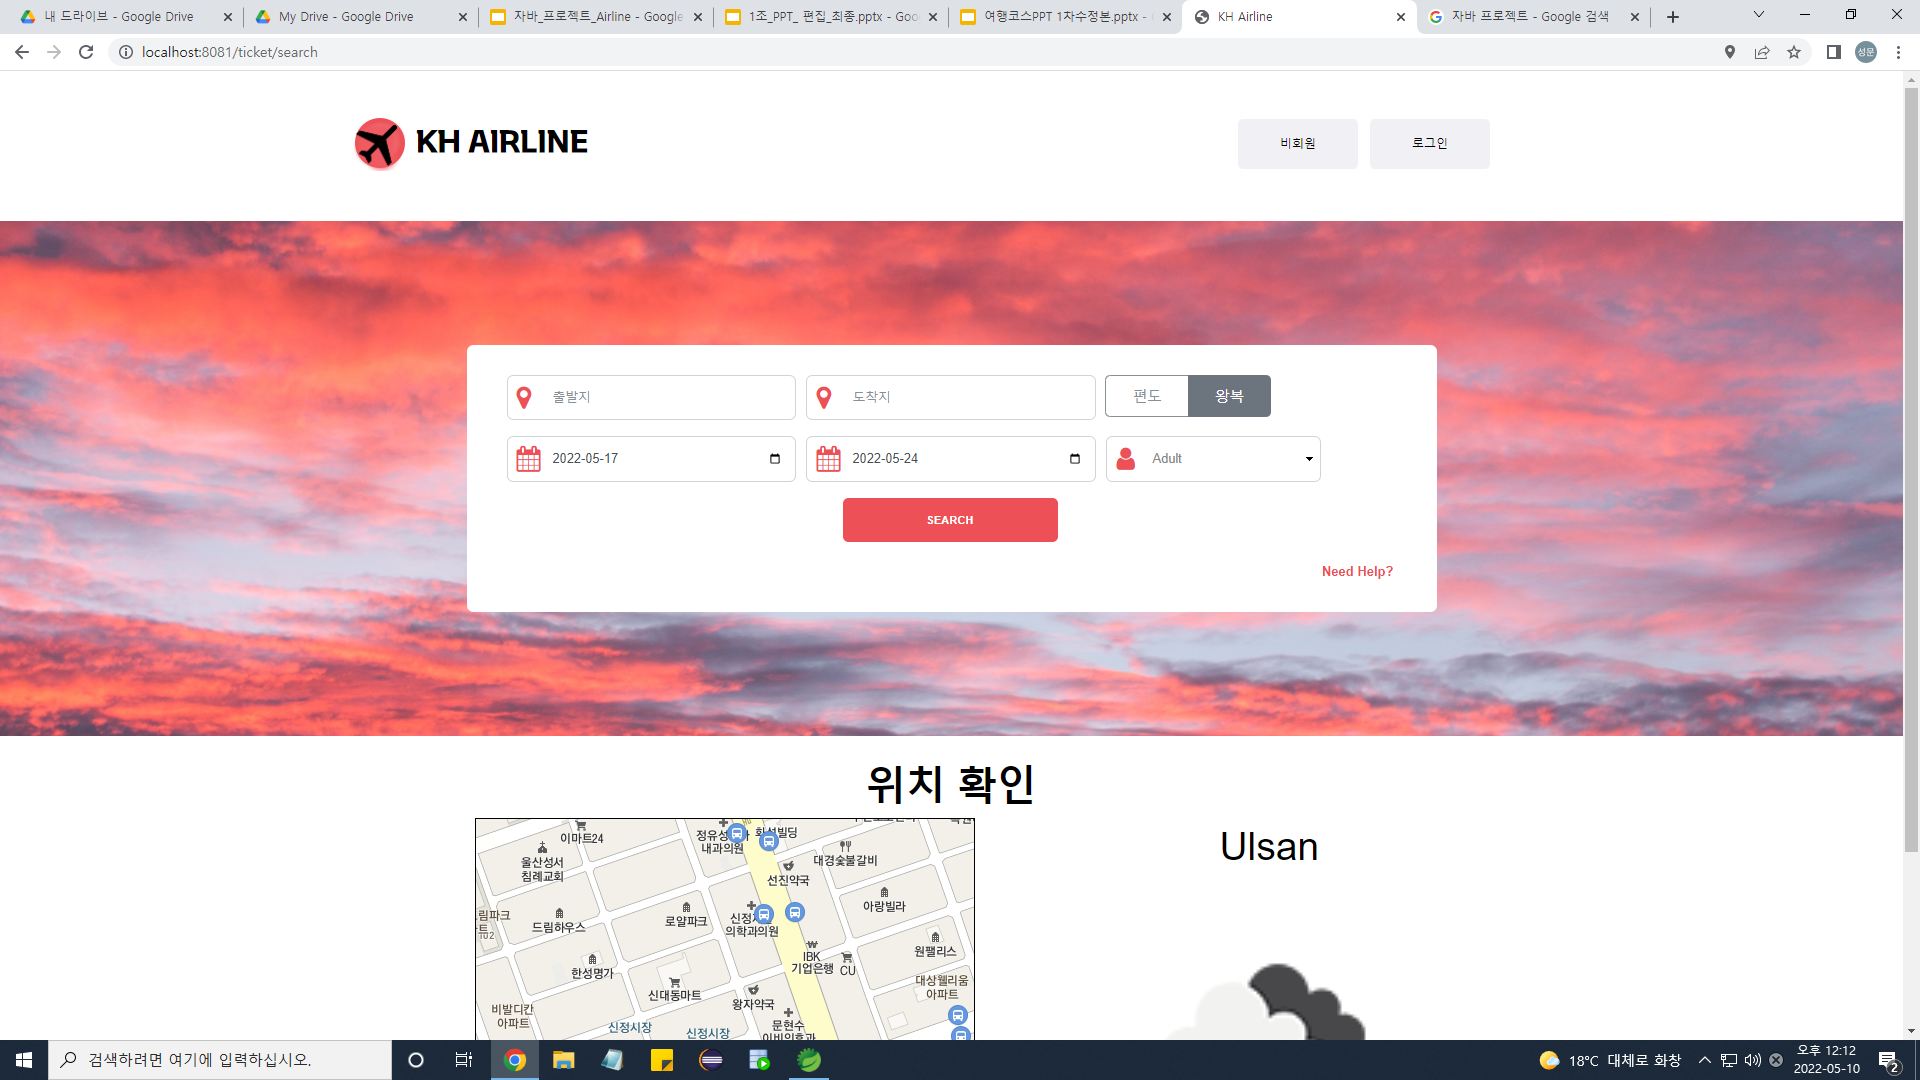 내 드라이브 - Google Drive
My Drive - Google Drive
자바_프로젝트_Airline - Google
1조_PPT_ 편집_최종.pptx - Goo
여행코스PPT 1차수정본.pptx -
KH Airline
자바 프로젝트 - Google 검색
localhost:8081/ticket/search
성문
KH AIRLINE
비회원
로그인
출발지
도착지
편도
왕복
2022-05-17
2022-05-24
Adult
SEARCH
Need Help?
위치 확인
Ulsan
이마트24
내과의원
울산성서
침례교회
대경숯불갈비
선진약국
아랑빌라
드림하우스
로얄파크
의학과의원
원팰리스
IBK
기업은행
CU
한성명가
대상웰리움
아파트
신대동마트
왕자약국
비발디칸
아파트
신정시장
신정시장
문현수
검색하려면 여기에 입력하십시오.
18°C 대체로 화창
오후 12:12
2022-05-10
2